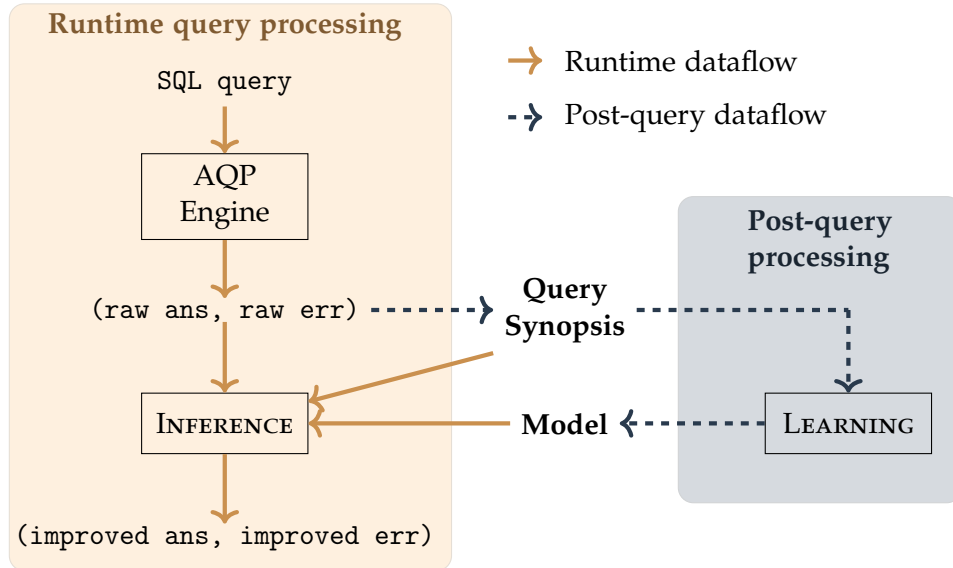 Runtime query processing
SQL query
AQP
Engine
(raw ans, raw err)
INFERENCE
(improved ans, improved err)
Runtime dataflow
Post-query dataflow
Query
Synopsis
Model
Post-query
processing
LEARNING